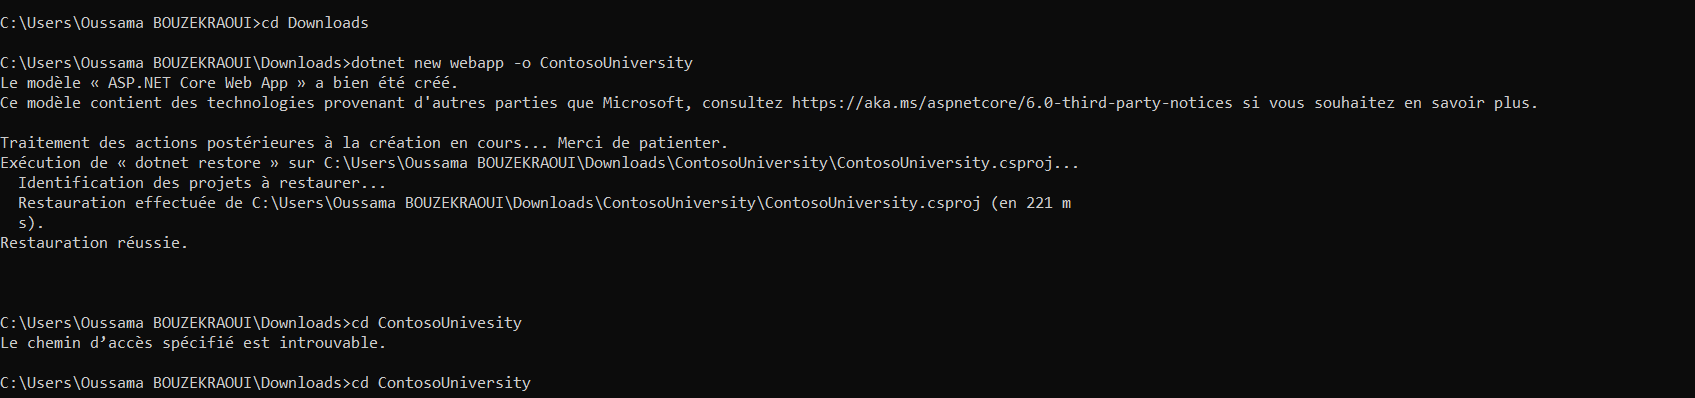 C:\Users\Oussama BOUZEKRAOUI>cd Downloads
C:\Users\Oussama BOUZEKRAOUI\Downloads>dotnet new webapp -o ContosoUniversity
Le modèle « ASP.NET Core Web App » a bien été créé.
Ce modèle contient des technologies provenant d'autres parties que Microsoft, consultez https://aka.ms/aspnetcore/6.0-third-party-notices si vous souhaitez en savoir plus.
Traitement des actions postérieures à la création en cours... Merci de patienter.
Exécution de « dotnet restore » sur C:\Users\Oussama BOUZEKRAOUI\Downloads\ContosoUniversity\ContosoUniversity.csproj...
Identification des projets à restaurer...
Restauration effectuée de C:\Users\Oussama BOUZEKRAOUI\Downloads\ContosoUniversity\ContosoUniversity.csproj (en 221 m
s).
Restauration réussie.
C:\Users\Oussama BOUZEKRAOUI\Downloads>cd ContosoUnivesity
Le chemin d’accès spécifié est introuvable.
C:\Users\Oussama BOUZEKRAOUI\Downloads>cd ContosoUniversity